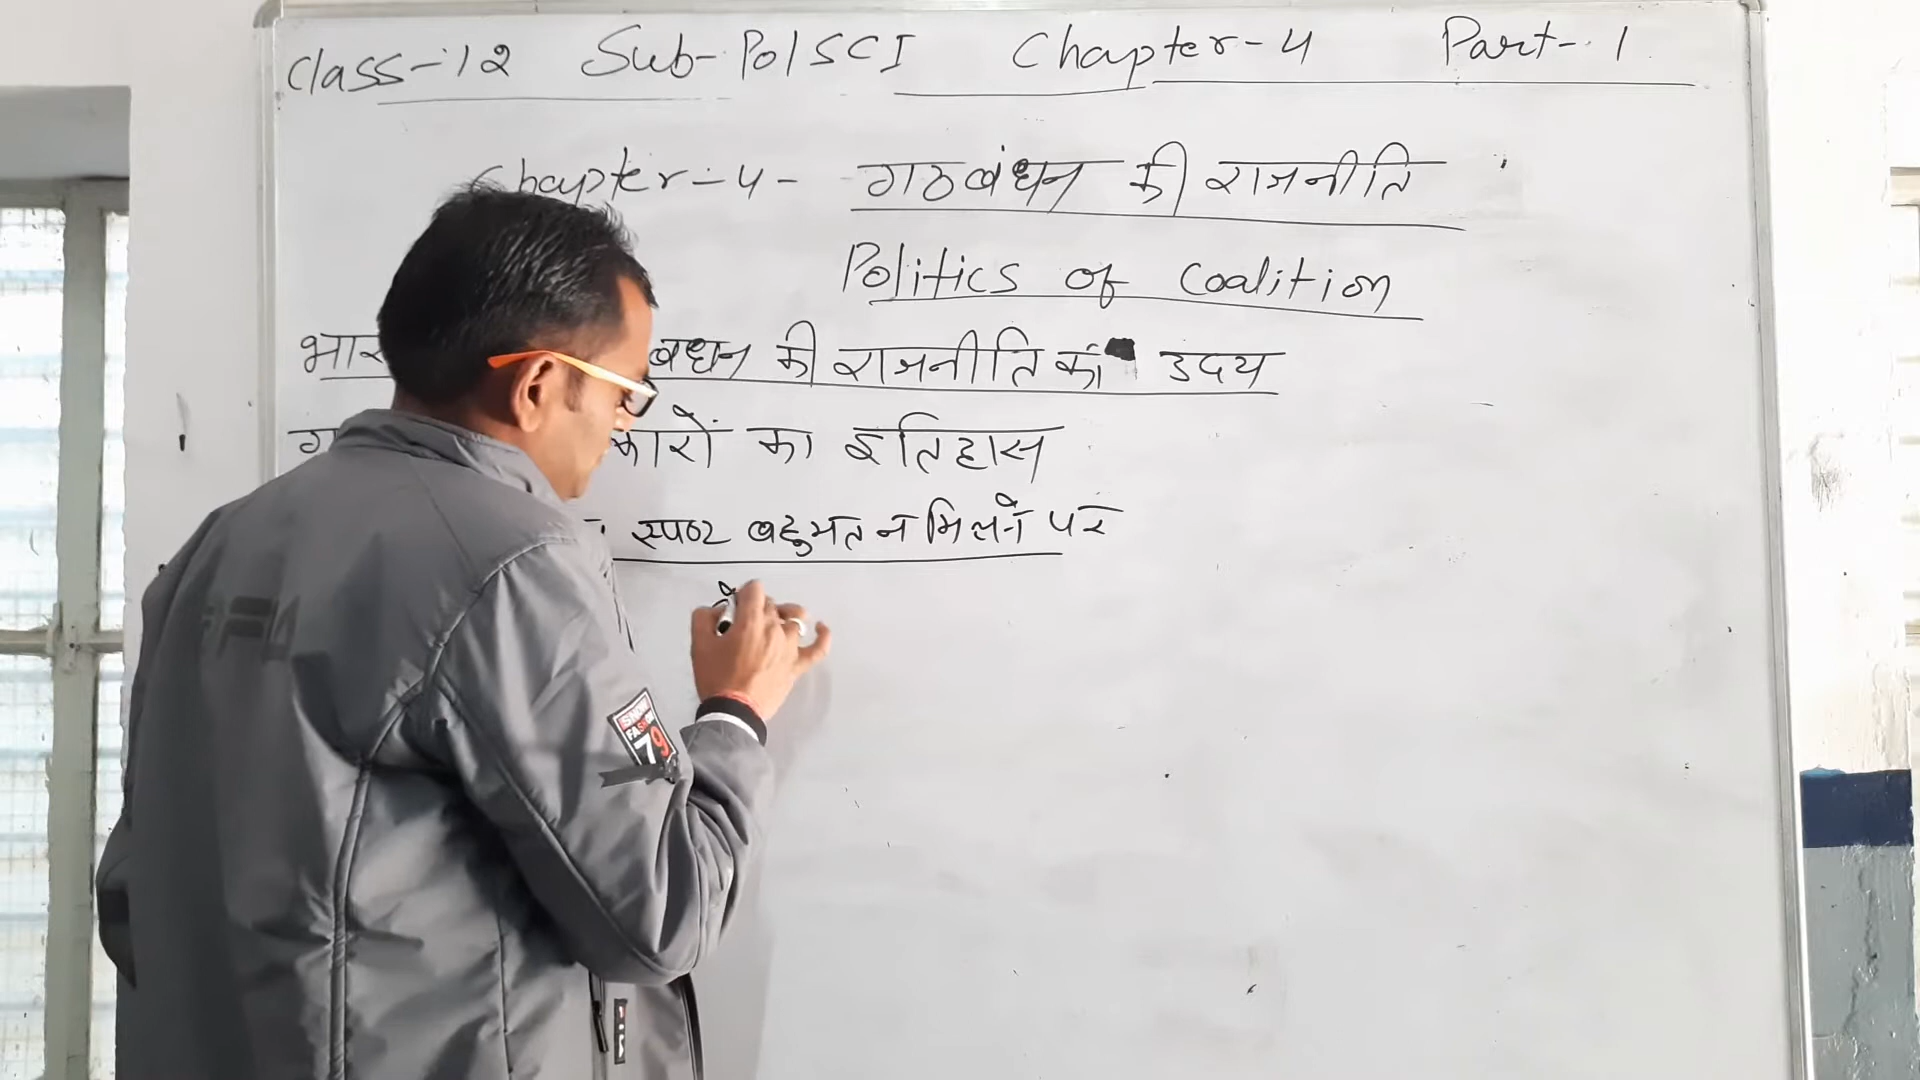 Class-12 Sub-PolSCI Chapter-4 Part-1
Chapter-4- गठबंधन की राजनीति
Politics of Coalition
की राजनीति का उदय
का इतिहास
स्पष्ट बहुमत न मिलने पर
79